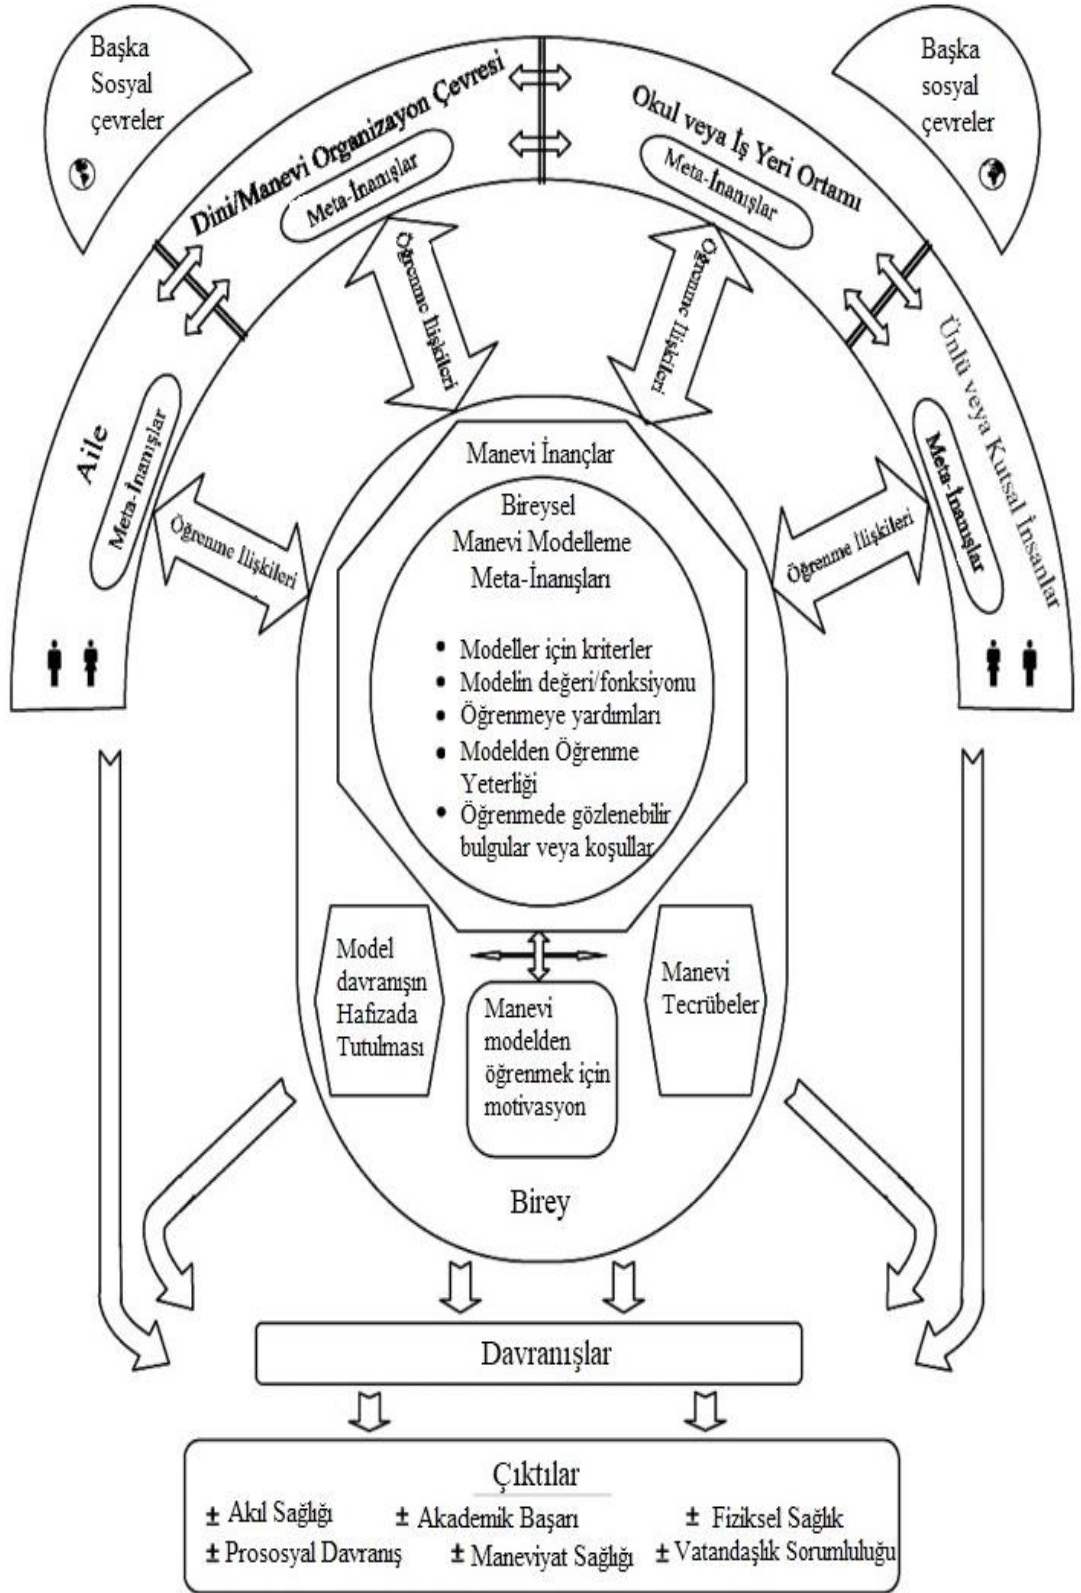 Başka
Sosyal
çevreler
Başka
sosyal
çevreler
Dini/Manevi Organizayon Çevresi
Meta-İnanışlar
Okul veya İş Yeri Ortamı
Meta-İnanışlar
Aile
Meta-İnanışlar
Ünlü veya Kutsal İnsanlar
Meta-İnanışlar
Öğrenme İlişkileri
Öğrenme İlişkileri
Öğrenme İlişkileri
Öğrenme İlişkileri
Manevi İnançlar
Bireysel
Manevi Modelleme
Meta-İnanışları
• Modeller için kriterler
• Modelin değeri/fonksiyonu
• Öğrenmeye yardımları
• Modelden Öğrenme
Yeterliği
• Öğrenmede gözlenebilir
bulgular veya koşullar
Model
davranışın
Hafızada
Tutulması
Manevi
modelden
öğrenmek için
motivasyon
Manevi
Tecrübeler
Birey
Davranışlar
Çıktılar
± Akıl Sağlığı ± Akademik Başarı ± Fiziksel Sağlık
± Prososyal Davranış ± Maneviyat Sağlığı ± Vatandaşlık Sorumluluğu